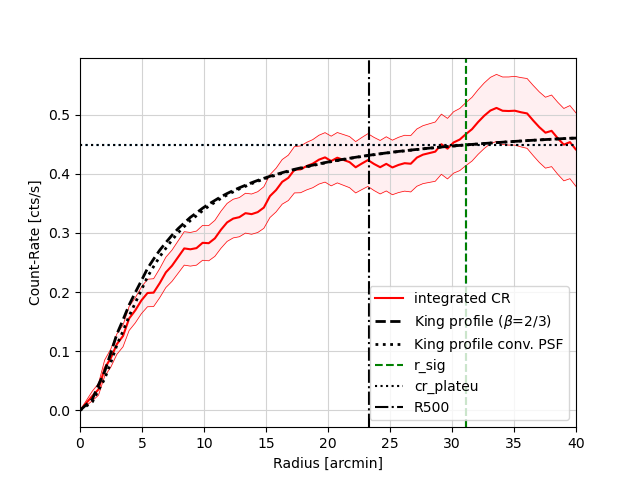 Count-Rate [cts/s]
0.5
0.4
0.3
0.2
0.1
0.0
integrated CR
King profile (β=2/3)
King profile conv. PSF
r_sig
cr_plateu
R500
0 5 10 15 20 25 30 35 40
Radius [arcmin]